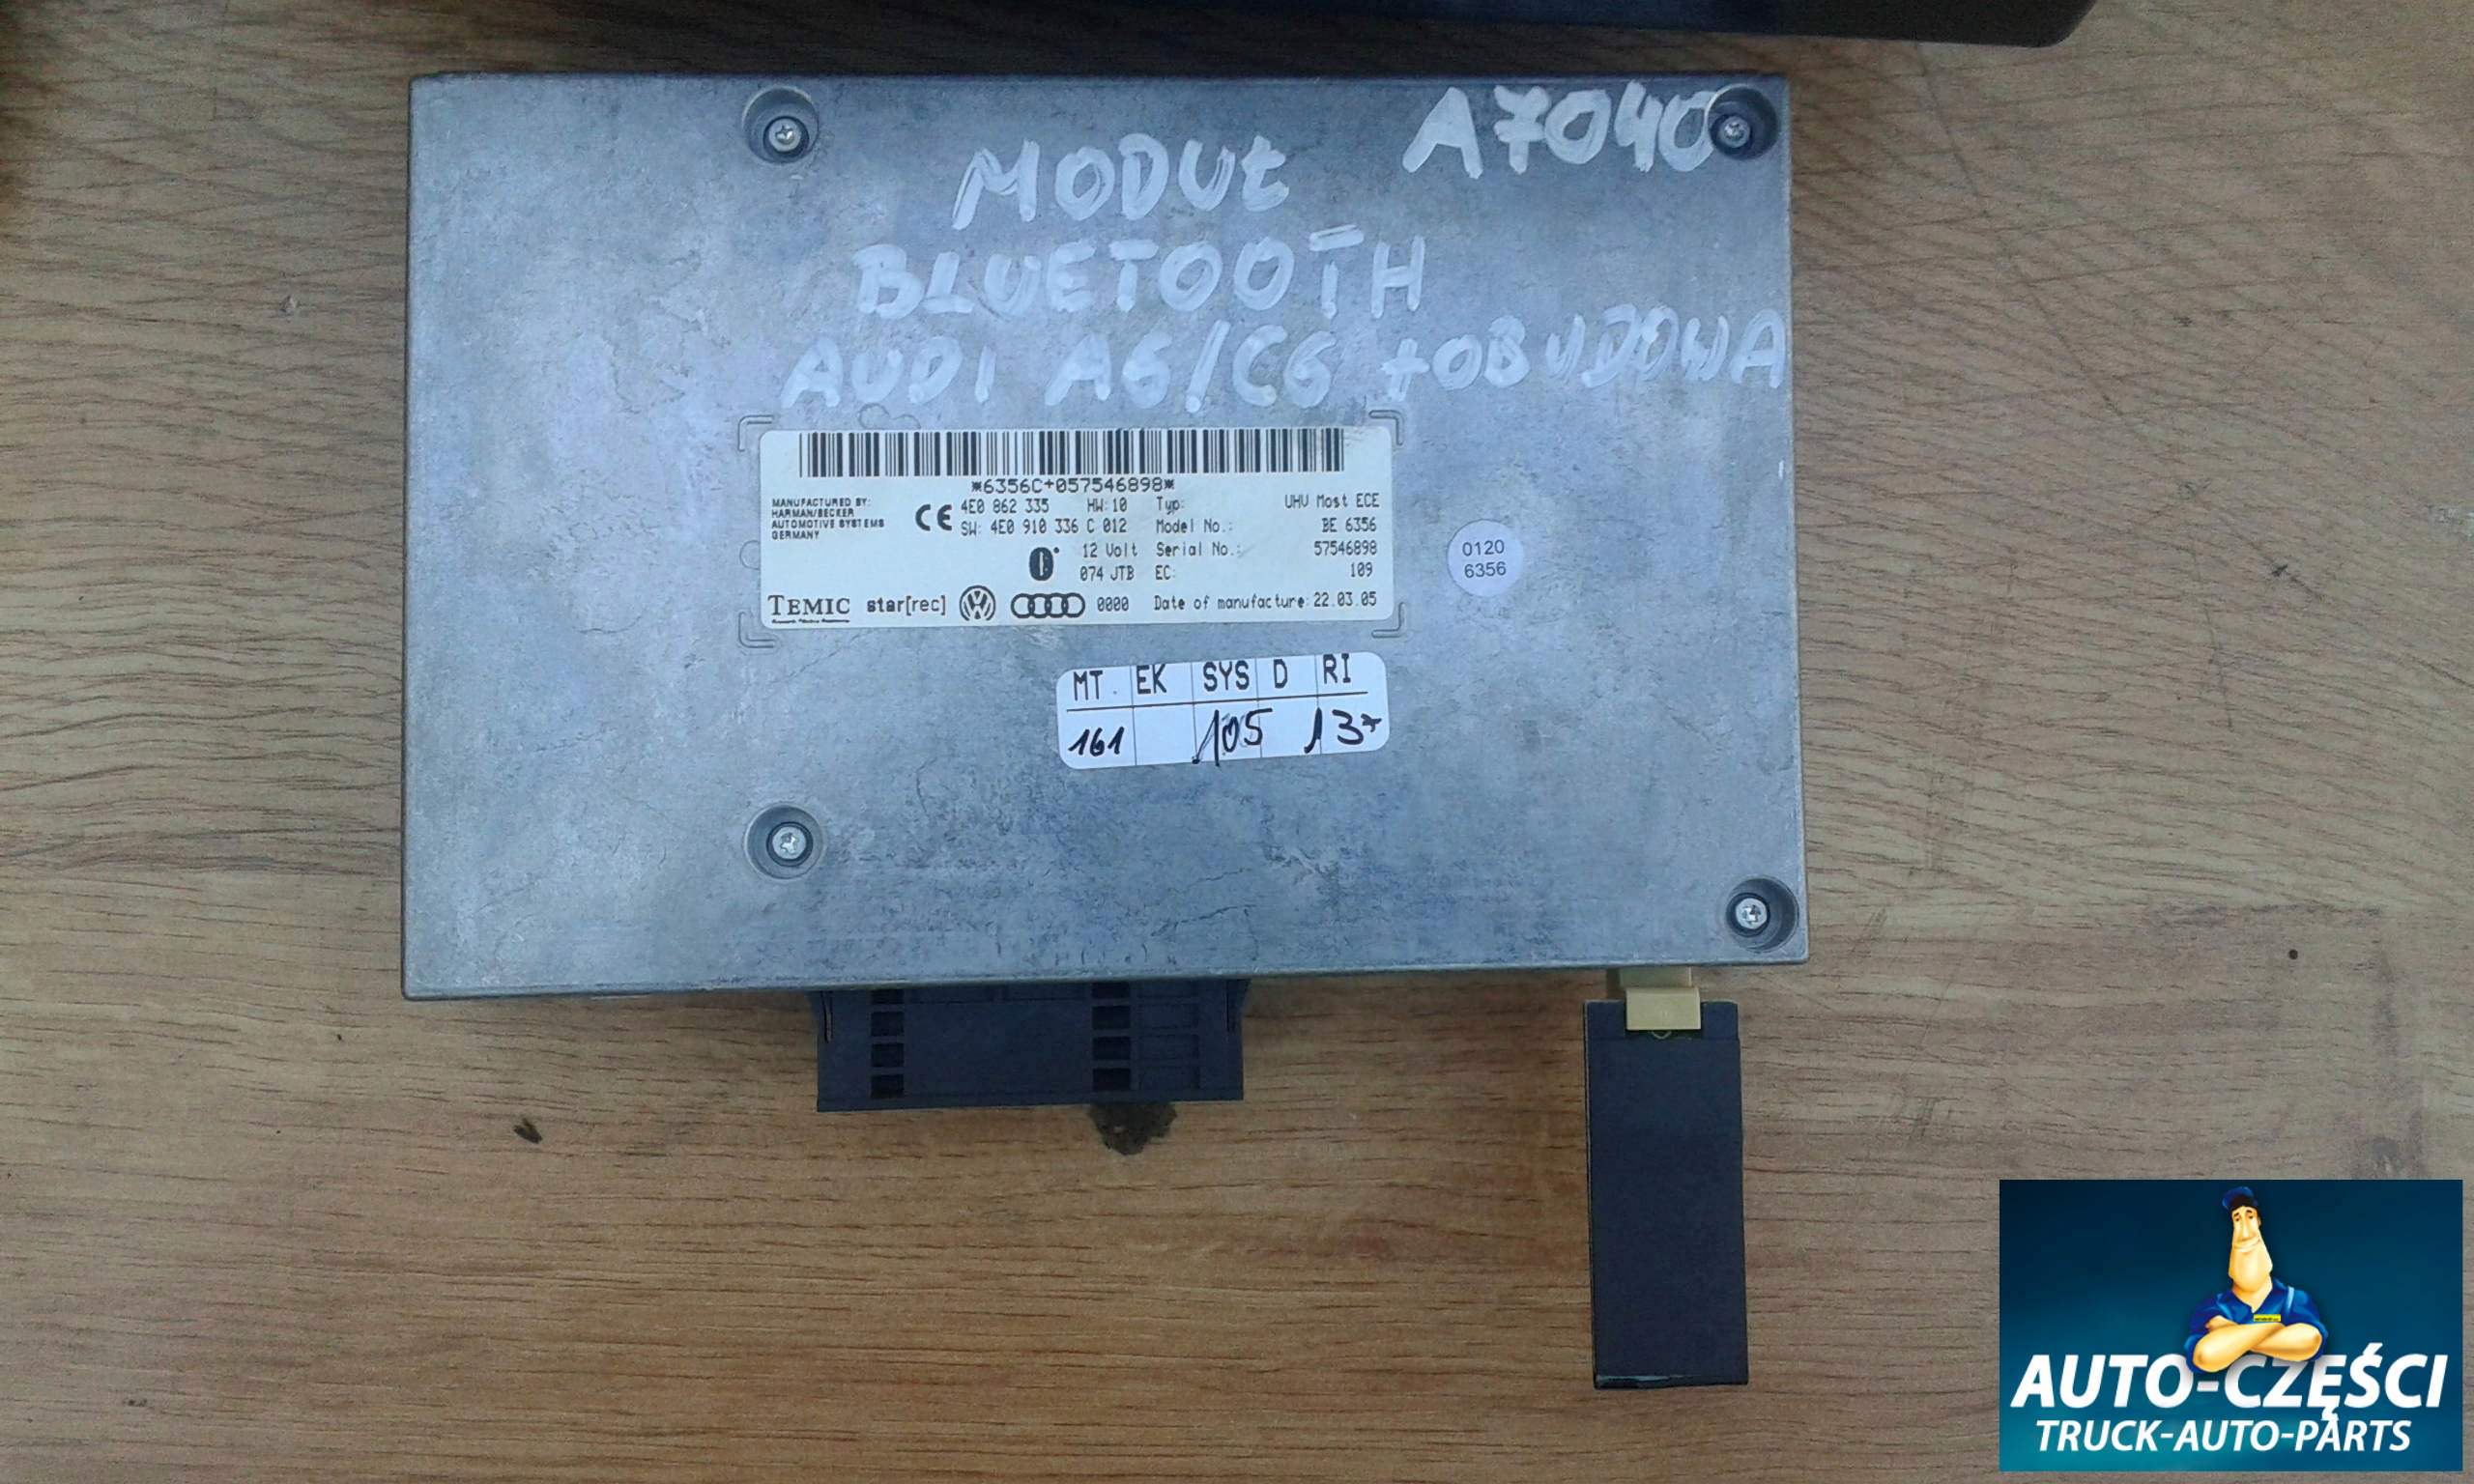 A7040
MODUŁ
BLUETOOTH
AUDI A6/C6 +OBUDOWA
*6356C+057546898*
MANUFACTURED BY:
HARMAN/BECKER
AUTOMOTIVE SYSTEMS
GERMANY
CE
4E0 862 335 HW:10 Typ: UHV Most ECE
SW: 4E0 910 336 C 012 Model No.: BE 6356
12 Volt Serial No.: 57546898
074 JTB EC: 109
TEMIC star[rec] 0000 Date of manufacture: 22.03.05
0120
6356
MT. EK SYS D RI
161 105 137
AUTO-CZĘŚCI
TRUCK-AUTO-PARTS